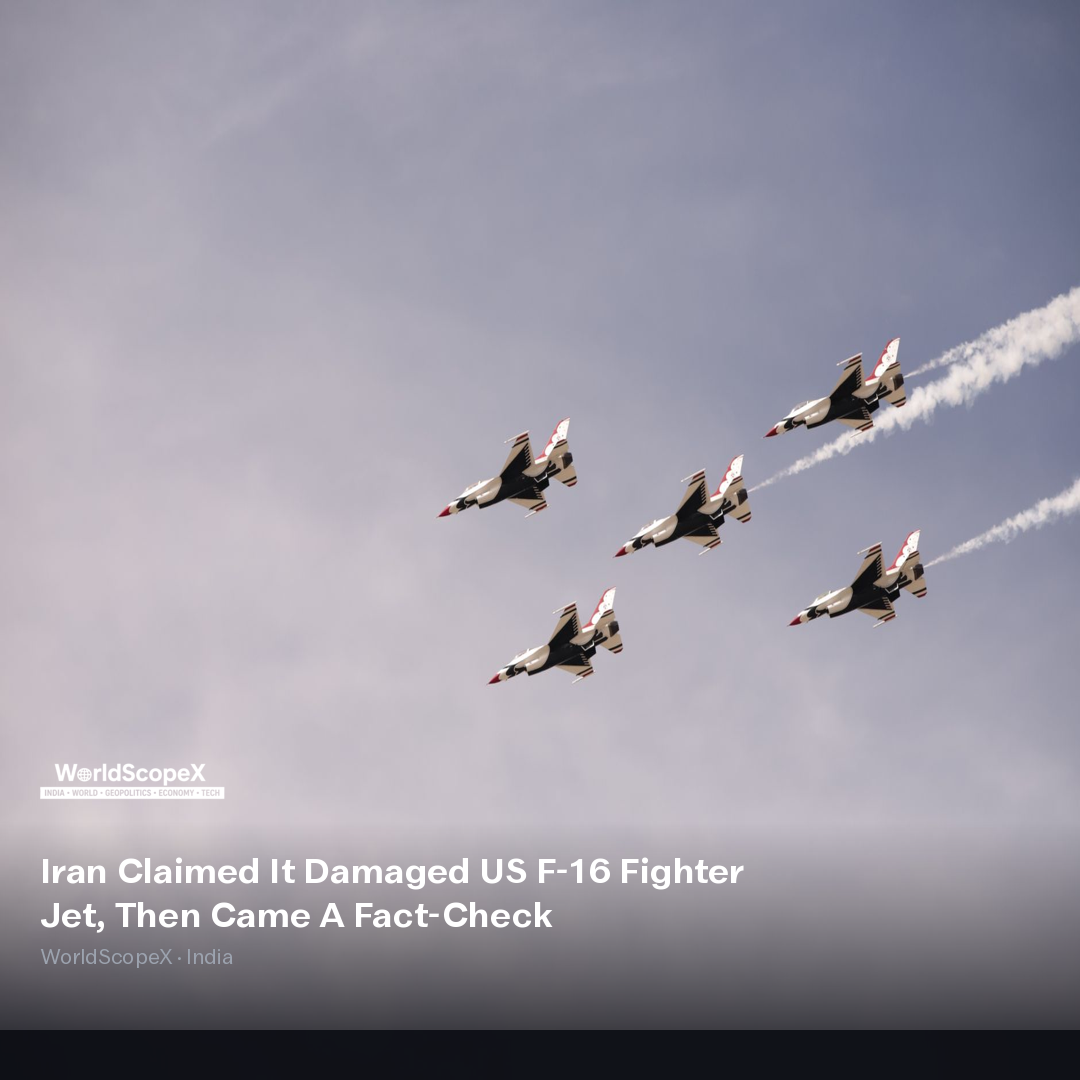 WorldScopeX
INDIA • WORLD • GEOPOLITICS • ECONOMY • TECH
Iran Claimed It Damaged US F-16 Fighter
Jet, Then Came A Fact-Check
WorldScopeX · India